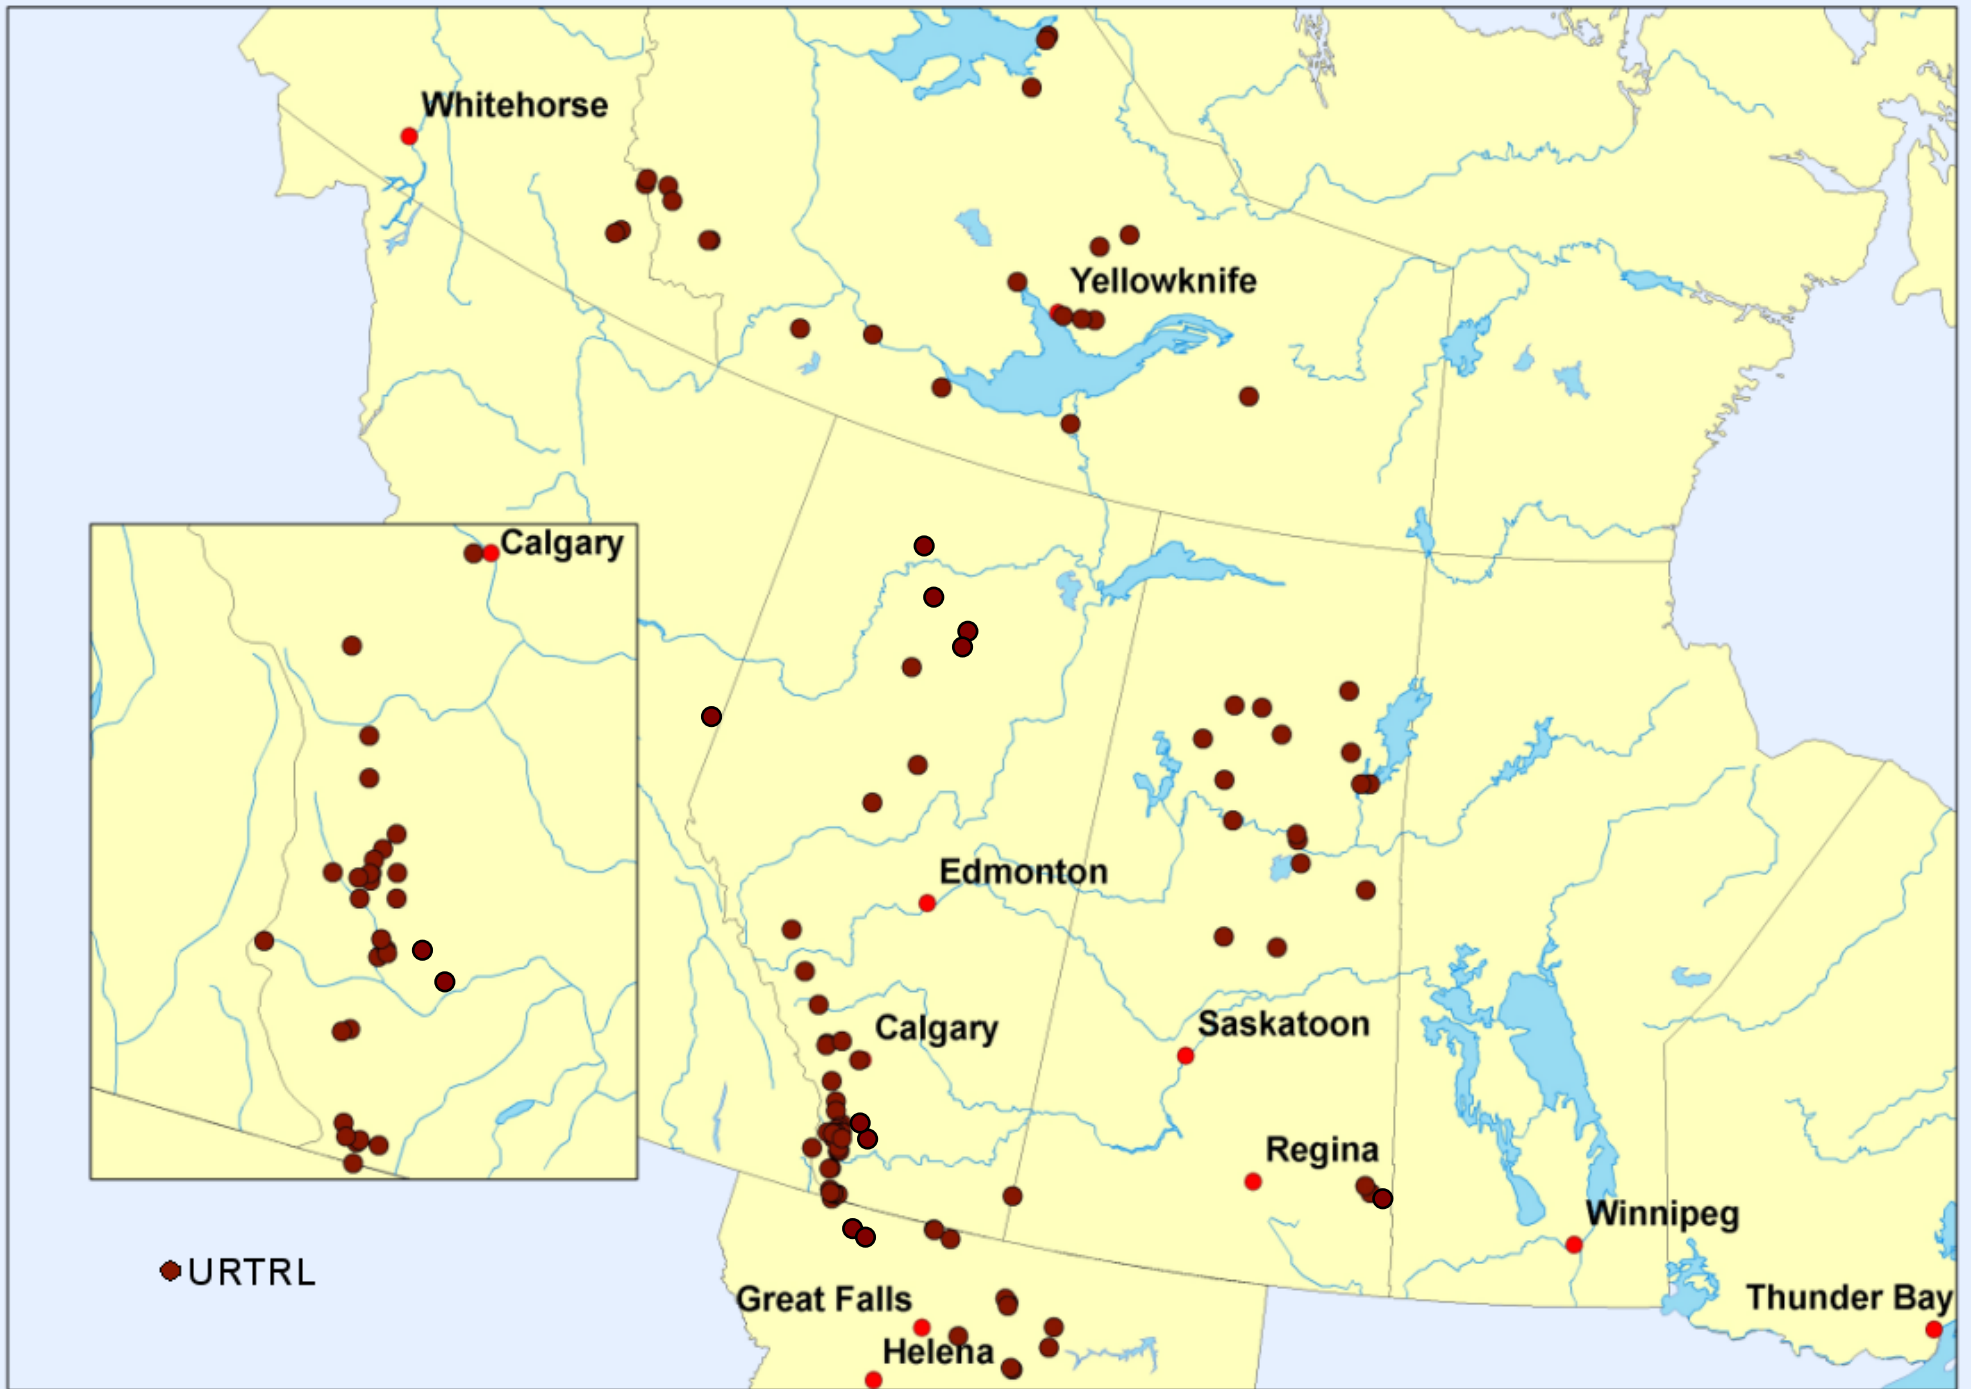 Whitehorse
Yellowknife
Calgary
Edmonton
Calgary
Saskatoon
Regina
Winnipeg
URTRL
Great Falls
Thunder Bay
Helena